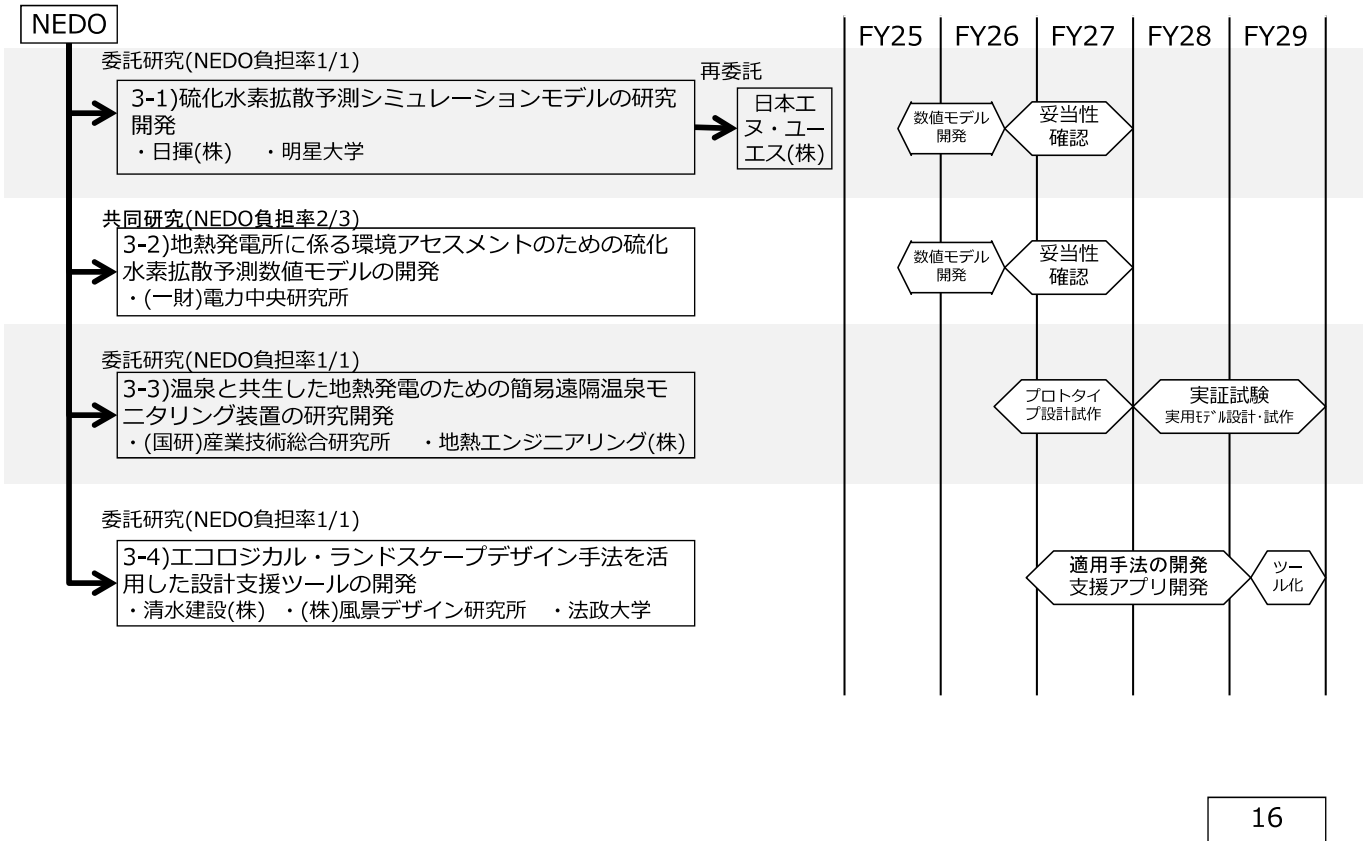 NEDO
FY25 FY26 FY27 FY28 FY29
委託研究(NEDO負担率1/1)
3-1)硫化水素拡散予測シミュレーションモデルの研究
開発
・日揮(株) ・明星大学
再委託
日本エ
ヌ・ユー
エス(株)
数値モデル
開発
妥当性
確認
共同研究(NEDO負担率2/3)
3-2)地熱発電所に係る環境アセスメントのための硫化
水素拡散予測数値モデルの開発
・(一財)電力中央研究所
数値モデル
開発
妥当性
確認
委託研究(NEDO負担率1/1)
3-3)温泉と共生した地熱発電のための簡易遠隔温泉モ
ニタリング装置の研究開発
・(国研)産業技術総合研究所 ・地熱エンジニアリング(株)
プロトタイ
プ設計試作
実証試験
実用ﾓﾃﾞﾙ設計・試作
委託研究(NEDO負担率1/1)
3-4)エコロジカル・ランドスケープデザイン手法を活
用した設計支援ツールの開発
・清水建設(株) ・(株)風景デザイン研究所 ・法政大学
適用手法の開発
支援アプリ開発
ツー
ル化
16